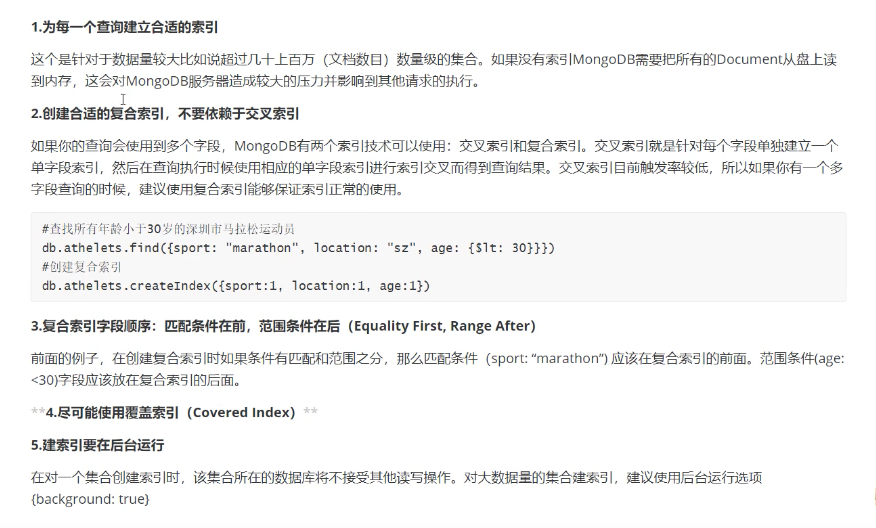 1.为每一个查询建立合适的索引
这个是针对于数据量较大比如说超过几十上百万（文档数目）数量级的集合。如果没有索引MongoDB需要把所有的Document从盘上读
到内存，这会对MongoDB服务器造成较大的压力并影响到其他请求的执行。
2.创建合适的复合索引，不要依赖于交叉索引
如果你的查询会使用到多个字段，MongoDB有两个索引技术可以使用：交叉索引和复合索引。交叉索引就是针对每个字段单独建立一个
单字段索引，然后在查询执行时候使用相应的单字段索引进行索引交叉而得到查询结果。交叉索引目前触发率较低，所以如果你有一个多
字段查询的时候，建议使用复合索引能够保证索引正常的使用。
#查找所有年龄小于30岁的深圳市马拉松运动员
db.athelets.find({sport: "marathon", location: "sz", age: {$lt: 30}}})
#创建复合索引
db.athelets.createIndex({sport:1, location:1, age:1})
3.复合索引字段顺序：匹配条件在前，范围条件在后（Equality First, Range After）
前面的例子，在创建复合索引时如果条件有匹配和范围之分，那么匹配条件（sport: “marathon”) 应该在复合索引的前面。范围条件(age:
<30)字段应该放在复合索引的后面。
**4.尽可能使用覆盖索引（Covered Index）**
5.建索引要在后台运行
在对一个集合创建索引时，该集合所在的数据库将不接受其他读写操作。对大数据量的集合建索引，建议使用后台运行选项
{background: true}